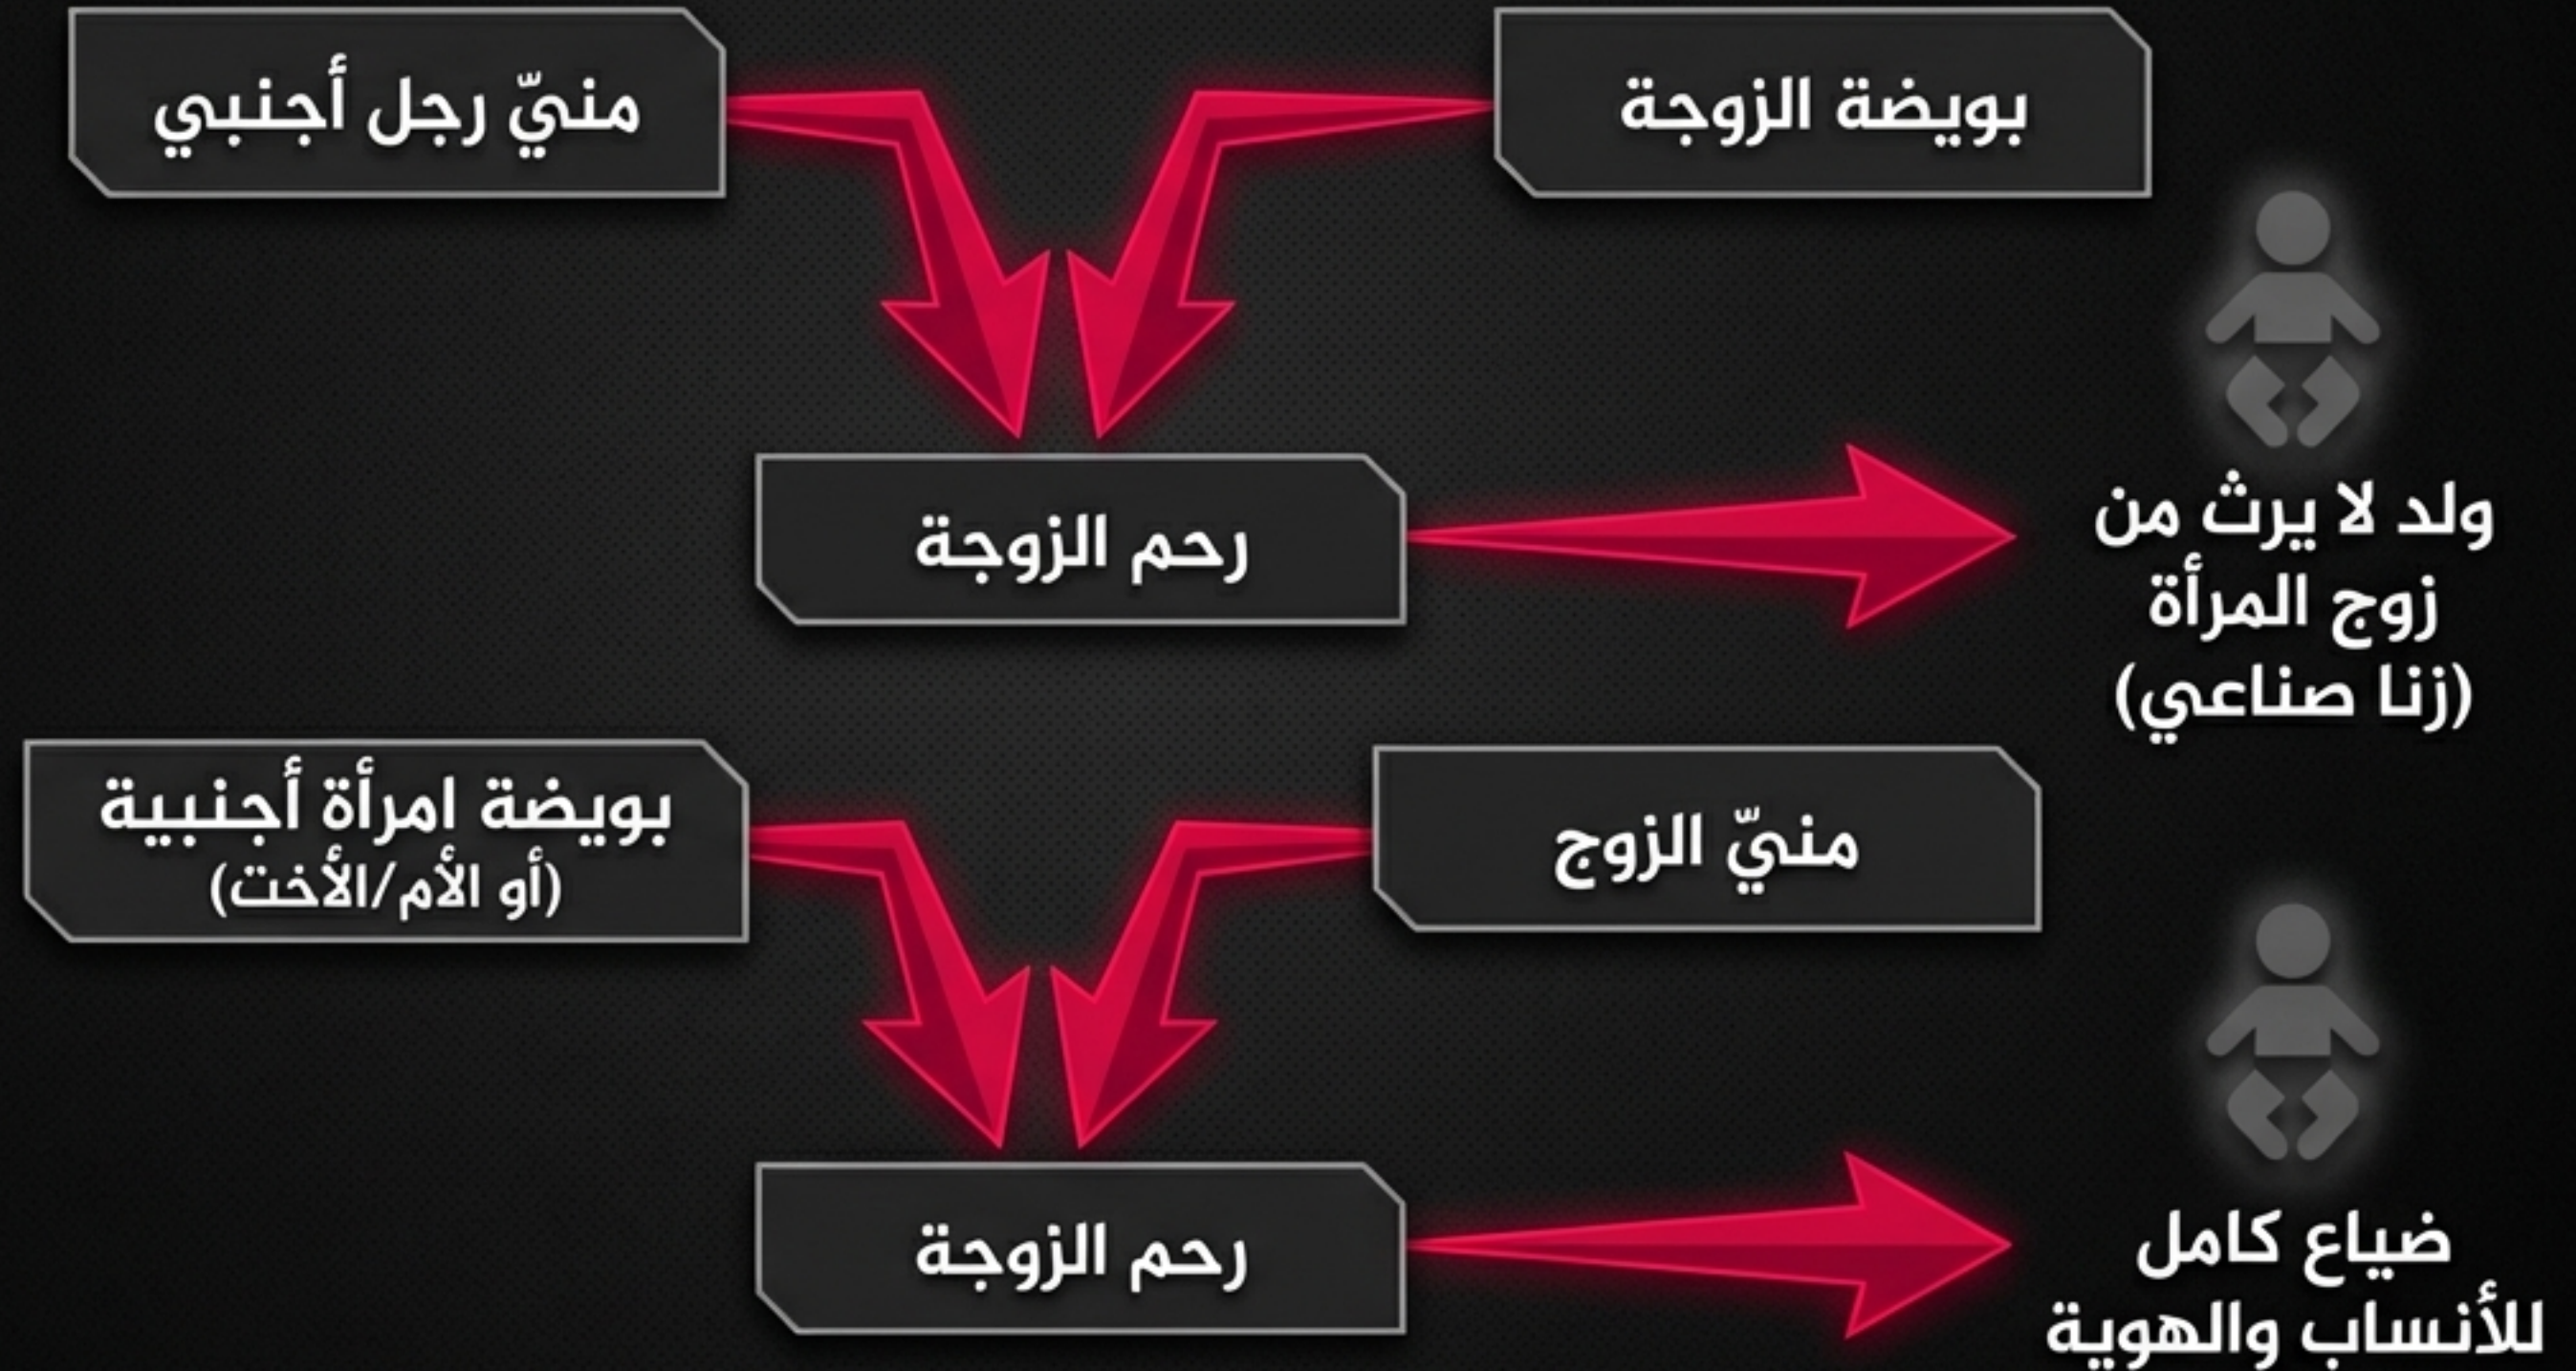 بويضة الزوجة
منيّ رجل أجنبي
رحم الزوجة
ولد لا يرث من
زوج المرأة
(زنا صناعي)
منيّ الزوج
بويضة امرأة أجنبية
(أو الأم/الأخت)
رحم الزوجة
ضياع كامل
للأنساب والهوية